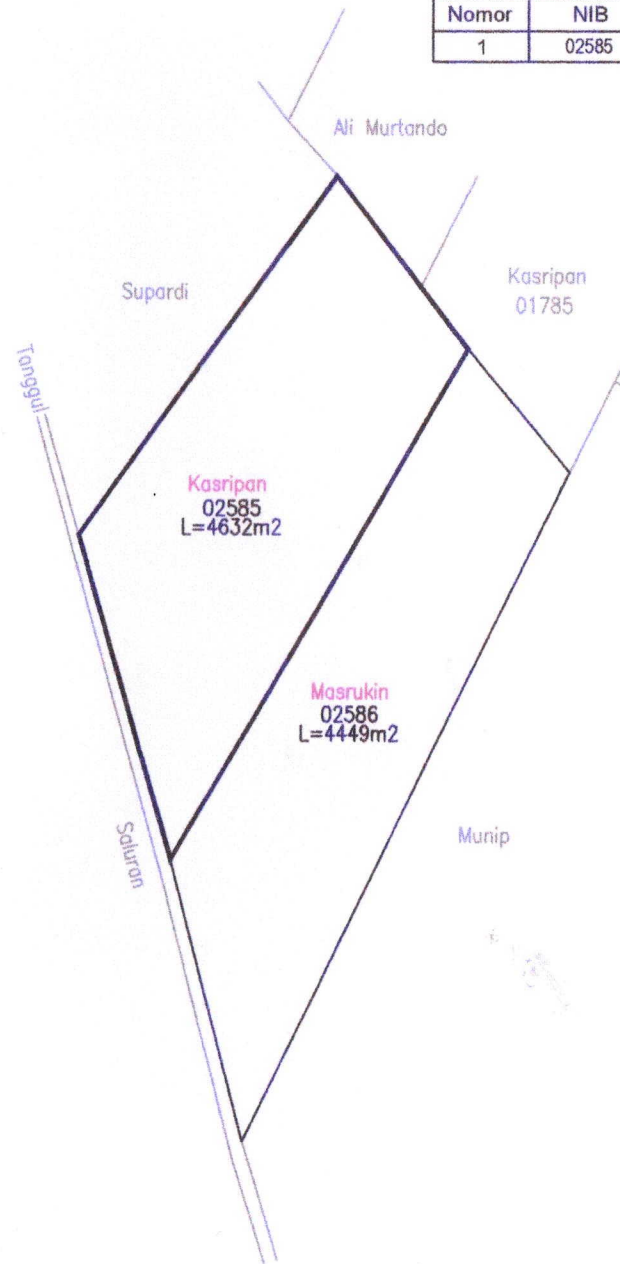 Nomor NIB
1 02585
Ali Murtando
Supardi
Kasripan
01785
Tanggul
Kasripan
02585
L=4632m2
Masrukin
02586
L=4449m2
Saluran
Munip